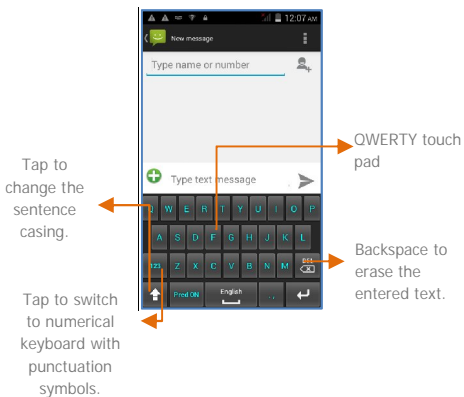 12:07 AM
New message
Type name or number
QWERTY touch
pad
Tap to
change the
sentence
casing.
Type text message
Q W E R T Y U I O P
A S D F G H J K L
123 Z X C V B N M DEL
Backspace to
erase the
entered text.
Pred ON English . ,
Tap to switch
to numerical
keyboard with
punctuation
symbols.